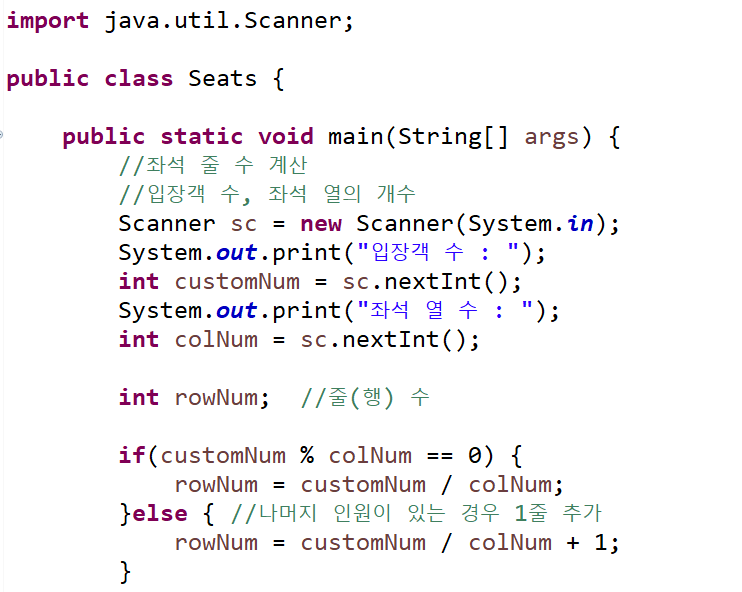 import java.util.Scanner;
public class Seats {
public static void main(String[] args) {
//좌석 줄 수 계산
//입장객 수, 좌석 열의 개수
Scanner sc = new Scanner(System.in);
System.out.print("입장객 수 : ");
int customNum = sc.nextInt();
System.out.print("좌석 열 수 : ");
int colNum = sc.nextInt();
int rowNum; //줄(행) 수
if(customNum % colNum == 0) {
rowNum = customNum / colNum;
}else { //나머지 인원이 있는 경우 1줄 추가
rowNum = customNum / colNum + 1;
}